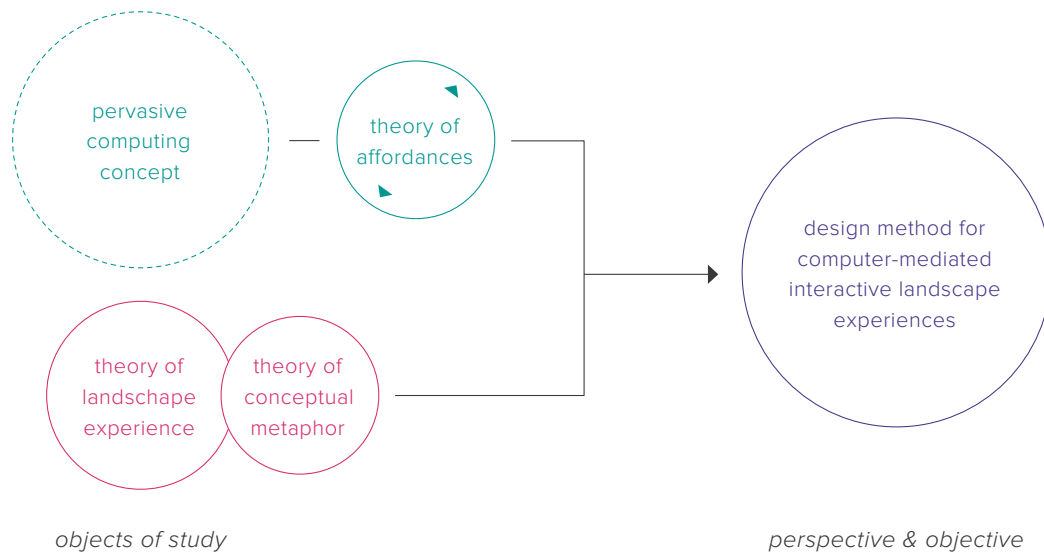 pervasive
computing
concept
theory of
affordances
theory of
landschape
experience
theory of
conceptual
metaphor
design method for
computer-mediated
interactive landscape
experiences
objects of study
perspective & objective